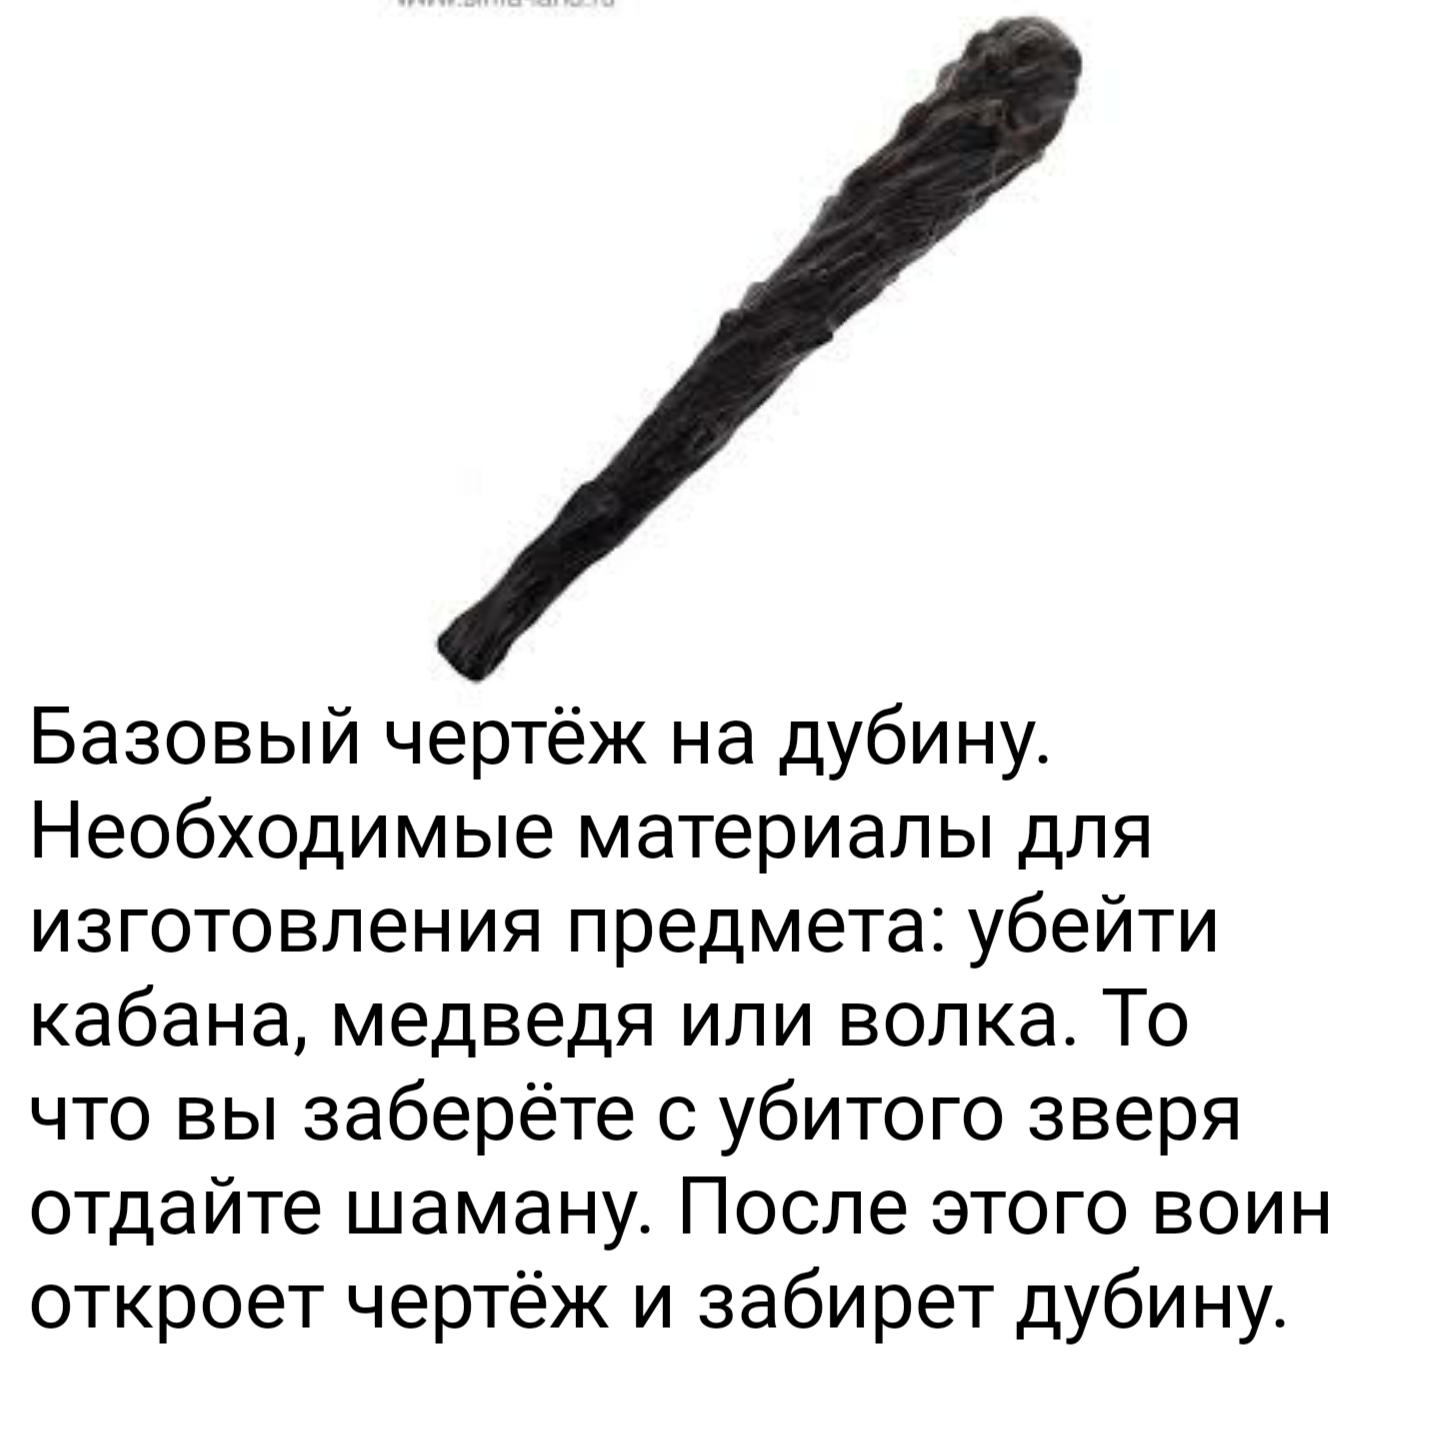 Базовый чертёж на дубину.
Необходимые материалы для
изготовления предмета: убейти
кабана, медведя или волка. То
что вы заберёте с убитого зверя
отдайте шаману. После этого воин
откроет чертёж и забирет дубину.